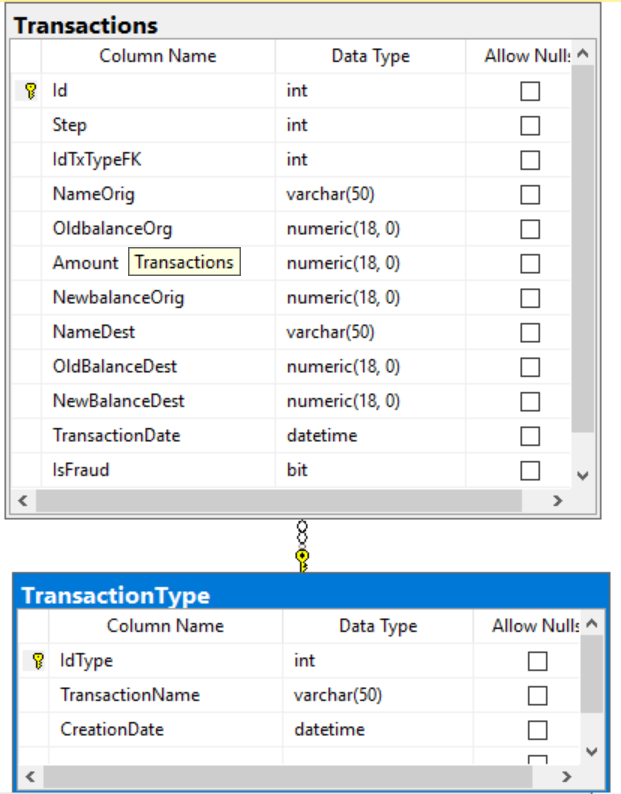 Transactions
Column Name Data Type Allow Nulls
Id int
Step int
IdTxTypeFK int
NameOrig varchar(50)
OldbalanceOrg numeric(18, 0)
Amount Transactions numeric(18, 0)
NewbalanceOrig numeric(18, 0)
NameDest varchar(50)
OldBalanceDest numeric(18, 0)
NewBalanceDest numeric(18, 0)
TransactionDate datetime
IsFraud bit
TransactionType
Column Name Data Type Allow Nulls
IdType int
TransactionName varchar(50)
CreationDate datetime